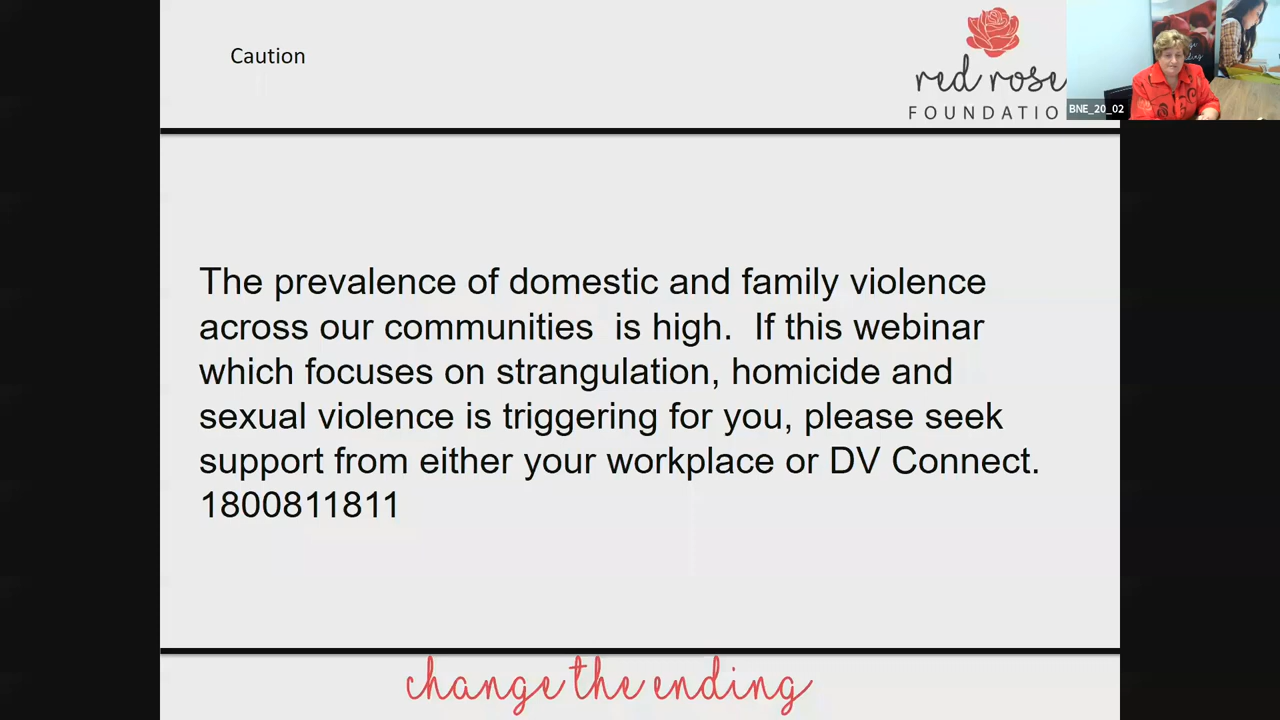 Caution
red rose
FOUNDATIO
BNE_20_02
The prevalence of domestic and family violence
across our communities  is high.  If this webinar
which focuses on strangulation, homicide and
sexual violence is triggering for you, please seek
support from either your workplace or DV Connect.
1800811811
change the ending